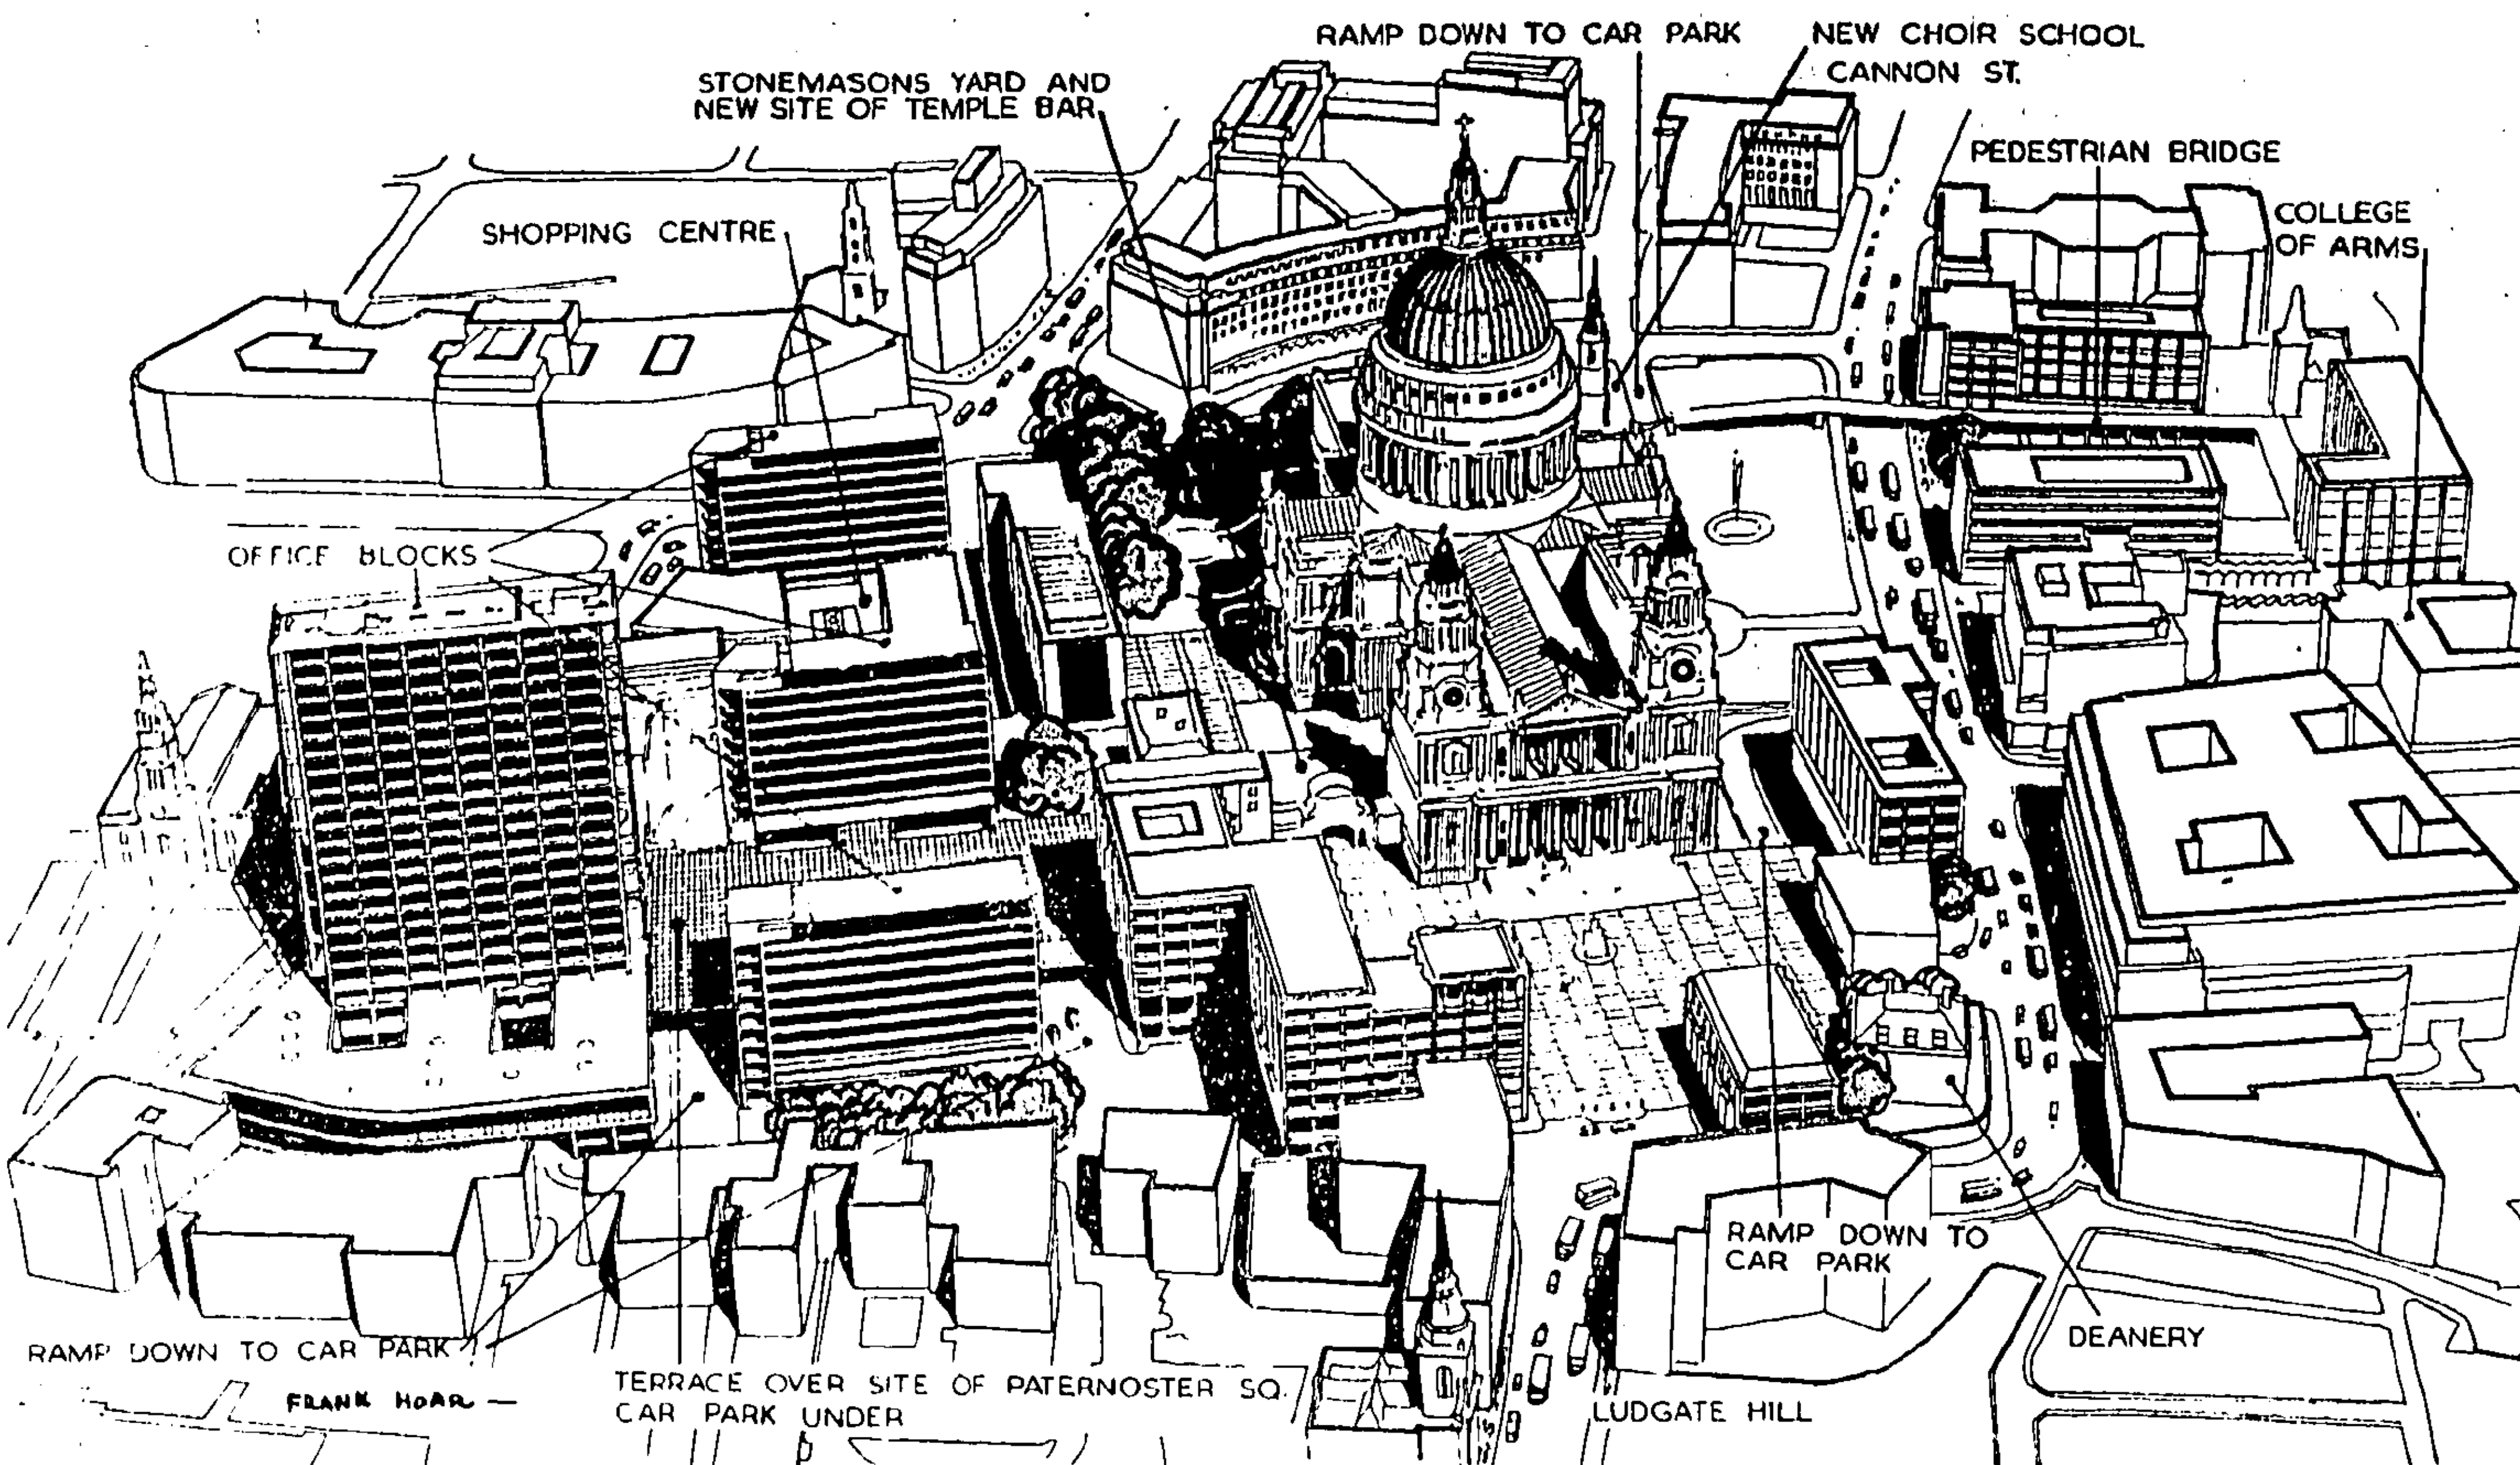 RAMP DOWN TO CAR PARK
NEW CHOIR SCHOOL
CANNON ST.
STONEMASONS YARD AND
NEW SITE OF TEMPLE BAR
PEDESTRIAN BRIDGE
SHOPPING CENTRE
COLLEGE
OF ARMS
OFFICE BLOCKS
RAMP DOWN TO
CAR PARK
DEANERY
RAMP DOWN TO CAR PARK
FRANK HOAR —
TERRACE OVER SITE OF PATERNOSTER SQ.
CAR PARK UNDER
LUDGATE HILL